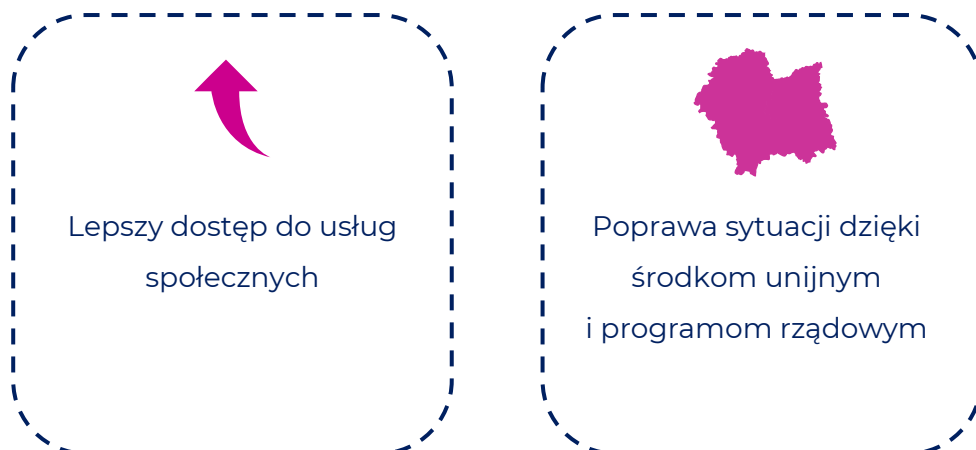 Lepszy dostęp do usług
społecznych
Poprawa sytuacji dzięki
środkom unijnym
i programom rządowym